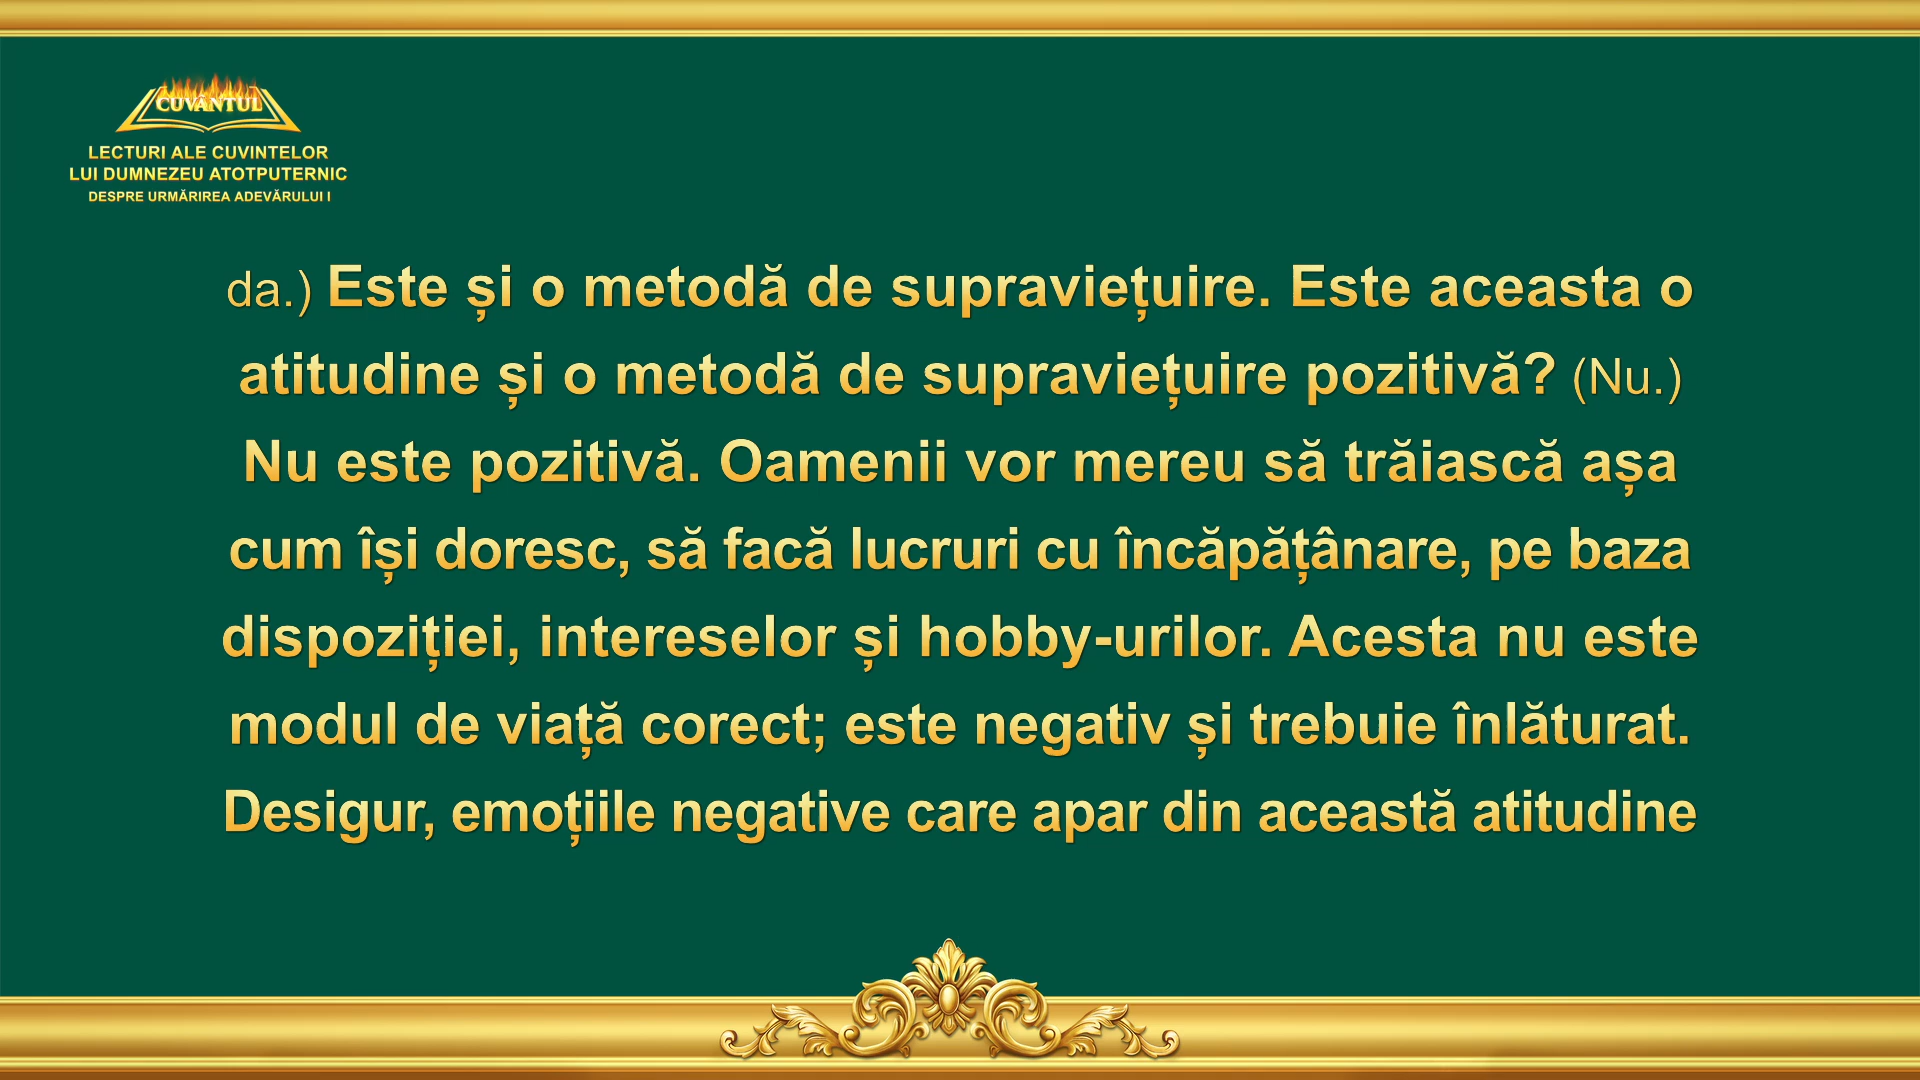 CUVÂNTUL
LECTURI ALE CUVINTELOR
LUI DUMNEZEU ATOTPUTERNIC
DESPRE URMĂRIREA ADEVĂRULUI I
da.) Este și o metodă de supraviețuire. Este aceasta o
atitudine și o metodă de supraviețuire pozitivă? (Nu.)
Nu este pozitivă. Oamenii vor mereu să trăiască așa
cum își doresc, să facă lucruri cu încăpățânare, pe baza
dispoziției, intereselor și hobby-urilor. Acesta nu este
modul de viață corect; este negativ și trebuie înlăturat.
Desigur, emoțiile negative care apar din această atitudine